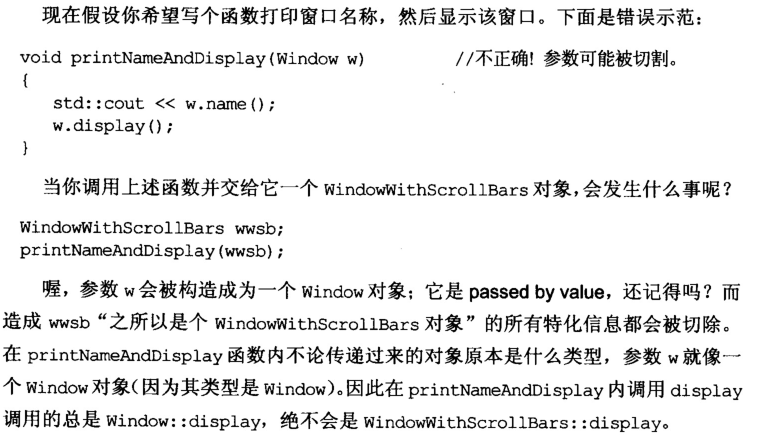 现在假设你希望写个函数打印窗口名称，然后显示该窗口。下面是错误示范：
void printNameAndDisplay(Window w) //不正确! 参数可能被切割。
{
std::cout << w.name();
w.display();
}
当你调用上述函数并交给它一个 WindowWithScrollBars 对象，会发生什么事呢？
WindowWithScrollBars wwsb;
printNameAndDisplay(wwsb);
喔，参数 w 会被构造成为一个 Window 对象；它是 passed by value，还记得吗？而
造成 wwsb “之所以是个 WindowWithScrollBars 对象”的所有特化信息都会被切除。
在 printNameAndDisplay 函数内不论传递过来的对象原本是什么类型，参数 w 就像一
个 Window 对象（因为其类型是 Window）。因此在 printNameAndDisplay 内调用 display
调用的总是 Window::display，绝不会是 WindowWithScrollBars::display。